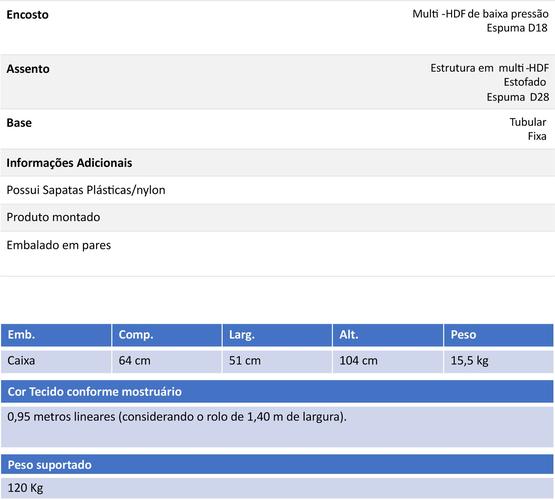 Encosto
Multi -HDF de baixa pressão
Espuma D18
Assento
Estrutura em multi-HDF
Estofado
Espuma D28
Base
Tubular
Fixa
Informações Adicionais
Possui Sapatas Plásticas/nylon
Produto montado
Embalado em pares
Emb. Comp. Larg. Alt. Peso
Caixa 64 cm 51 cm 104 cm 15,5 kg
Cor Tecido conforme mostruário
0,95 metros lineares (considerando o rolo de 1,40 m de largura).
Peso suportado
120 Kg